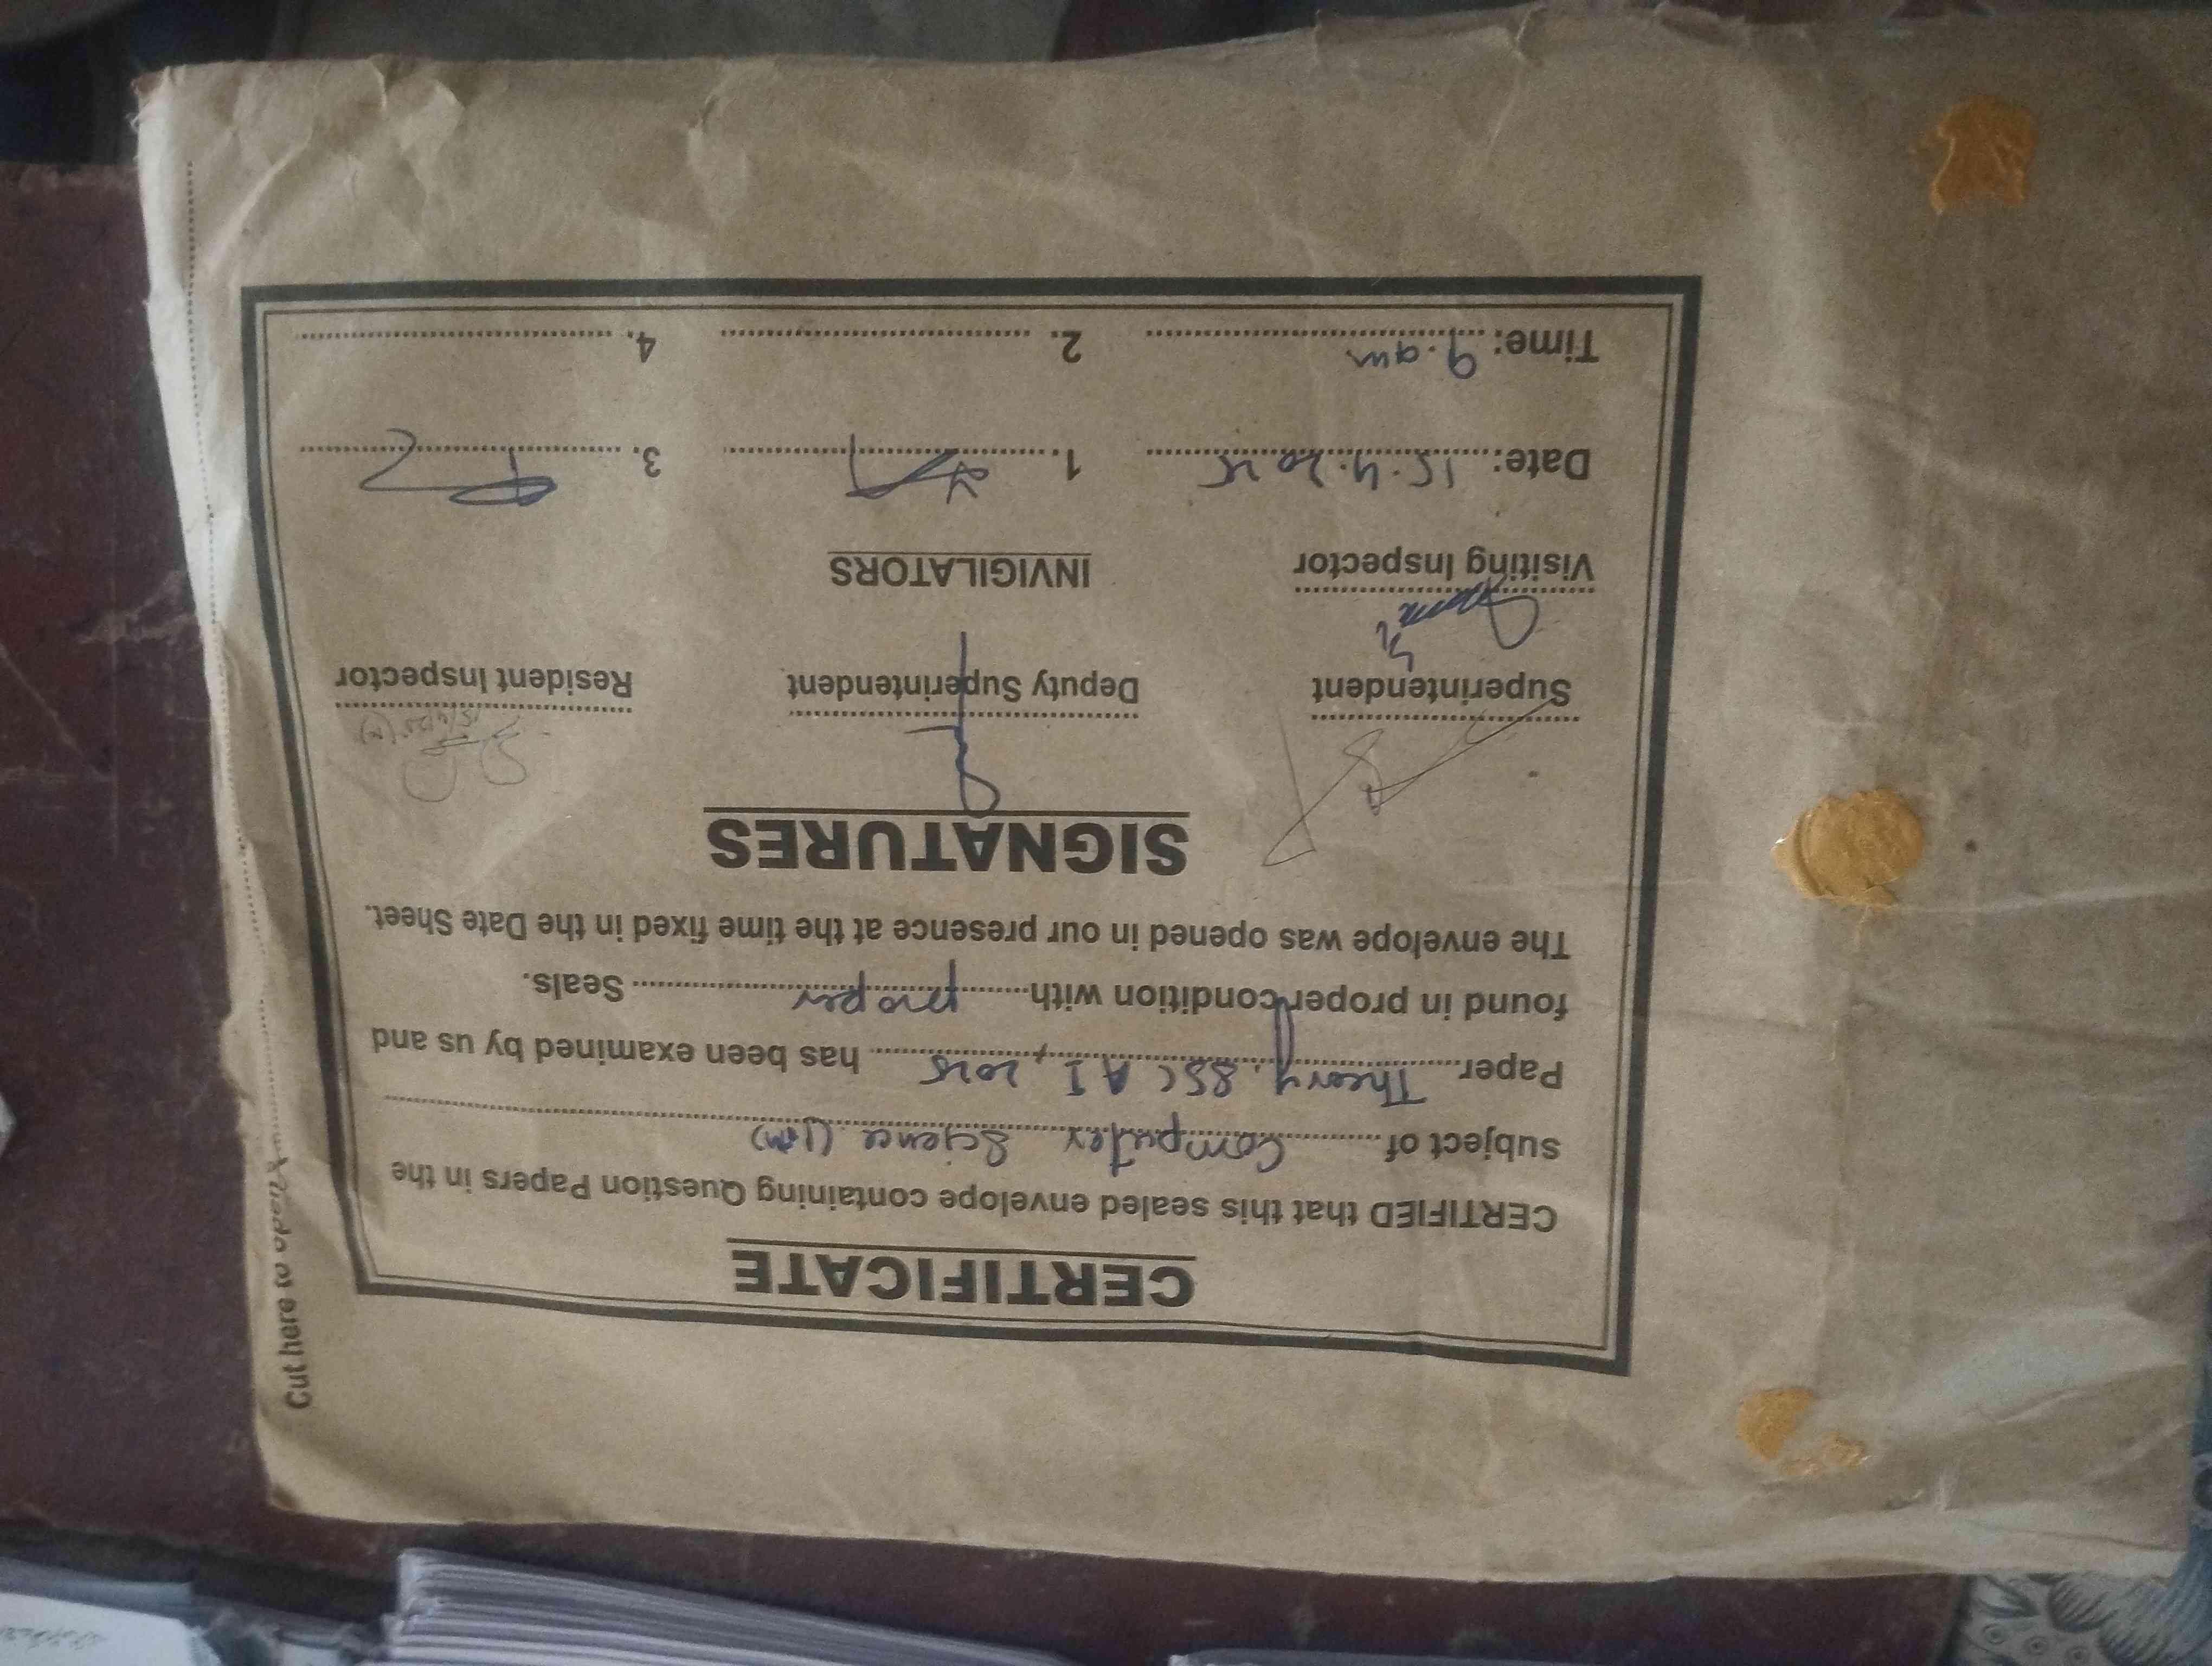 CERTIFICATE
CERTIFIED that this sealed envelope containing Question Papers in the
Subject of Computer Science (Im)
Paper Theory, SSC A I, 2025 has been examined by us and
found in proper condition with proper Seals.
The envelope was opened in our presence at the time fixed in the Date Sheet.
SIGNATURES
Superintendent Deputy Superintendent Resident Inspector
Visiting Inspector INVIGILATORS
Date: 15.4.2025 1. 3.
Time: 9.am 2. 4.
Cut here to open